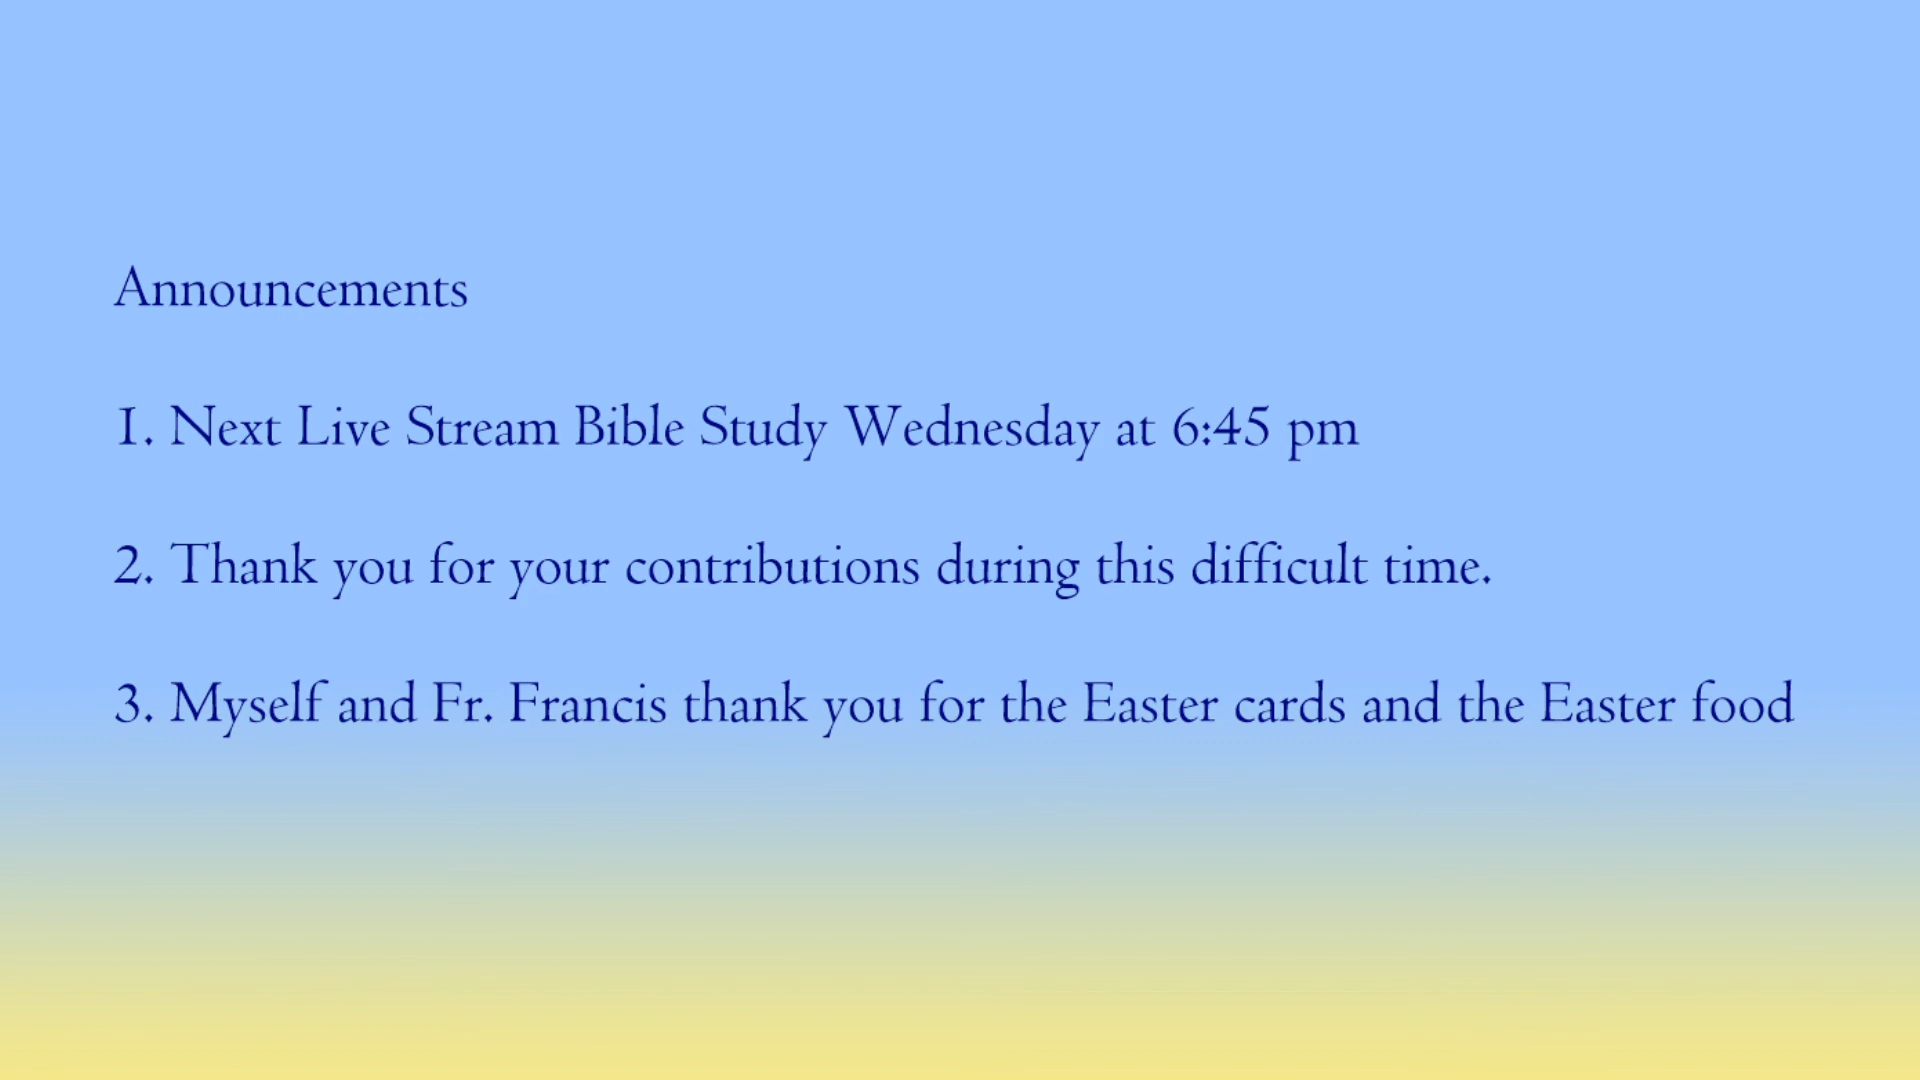 Announcements
1. Next Live Stream Bible Study Wednesday at 6:45 pm
2. Thank you for your contributions during this difficult time.
3. Myself and Fr. Francis thank you for the Easter cards and the Easter food